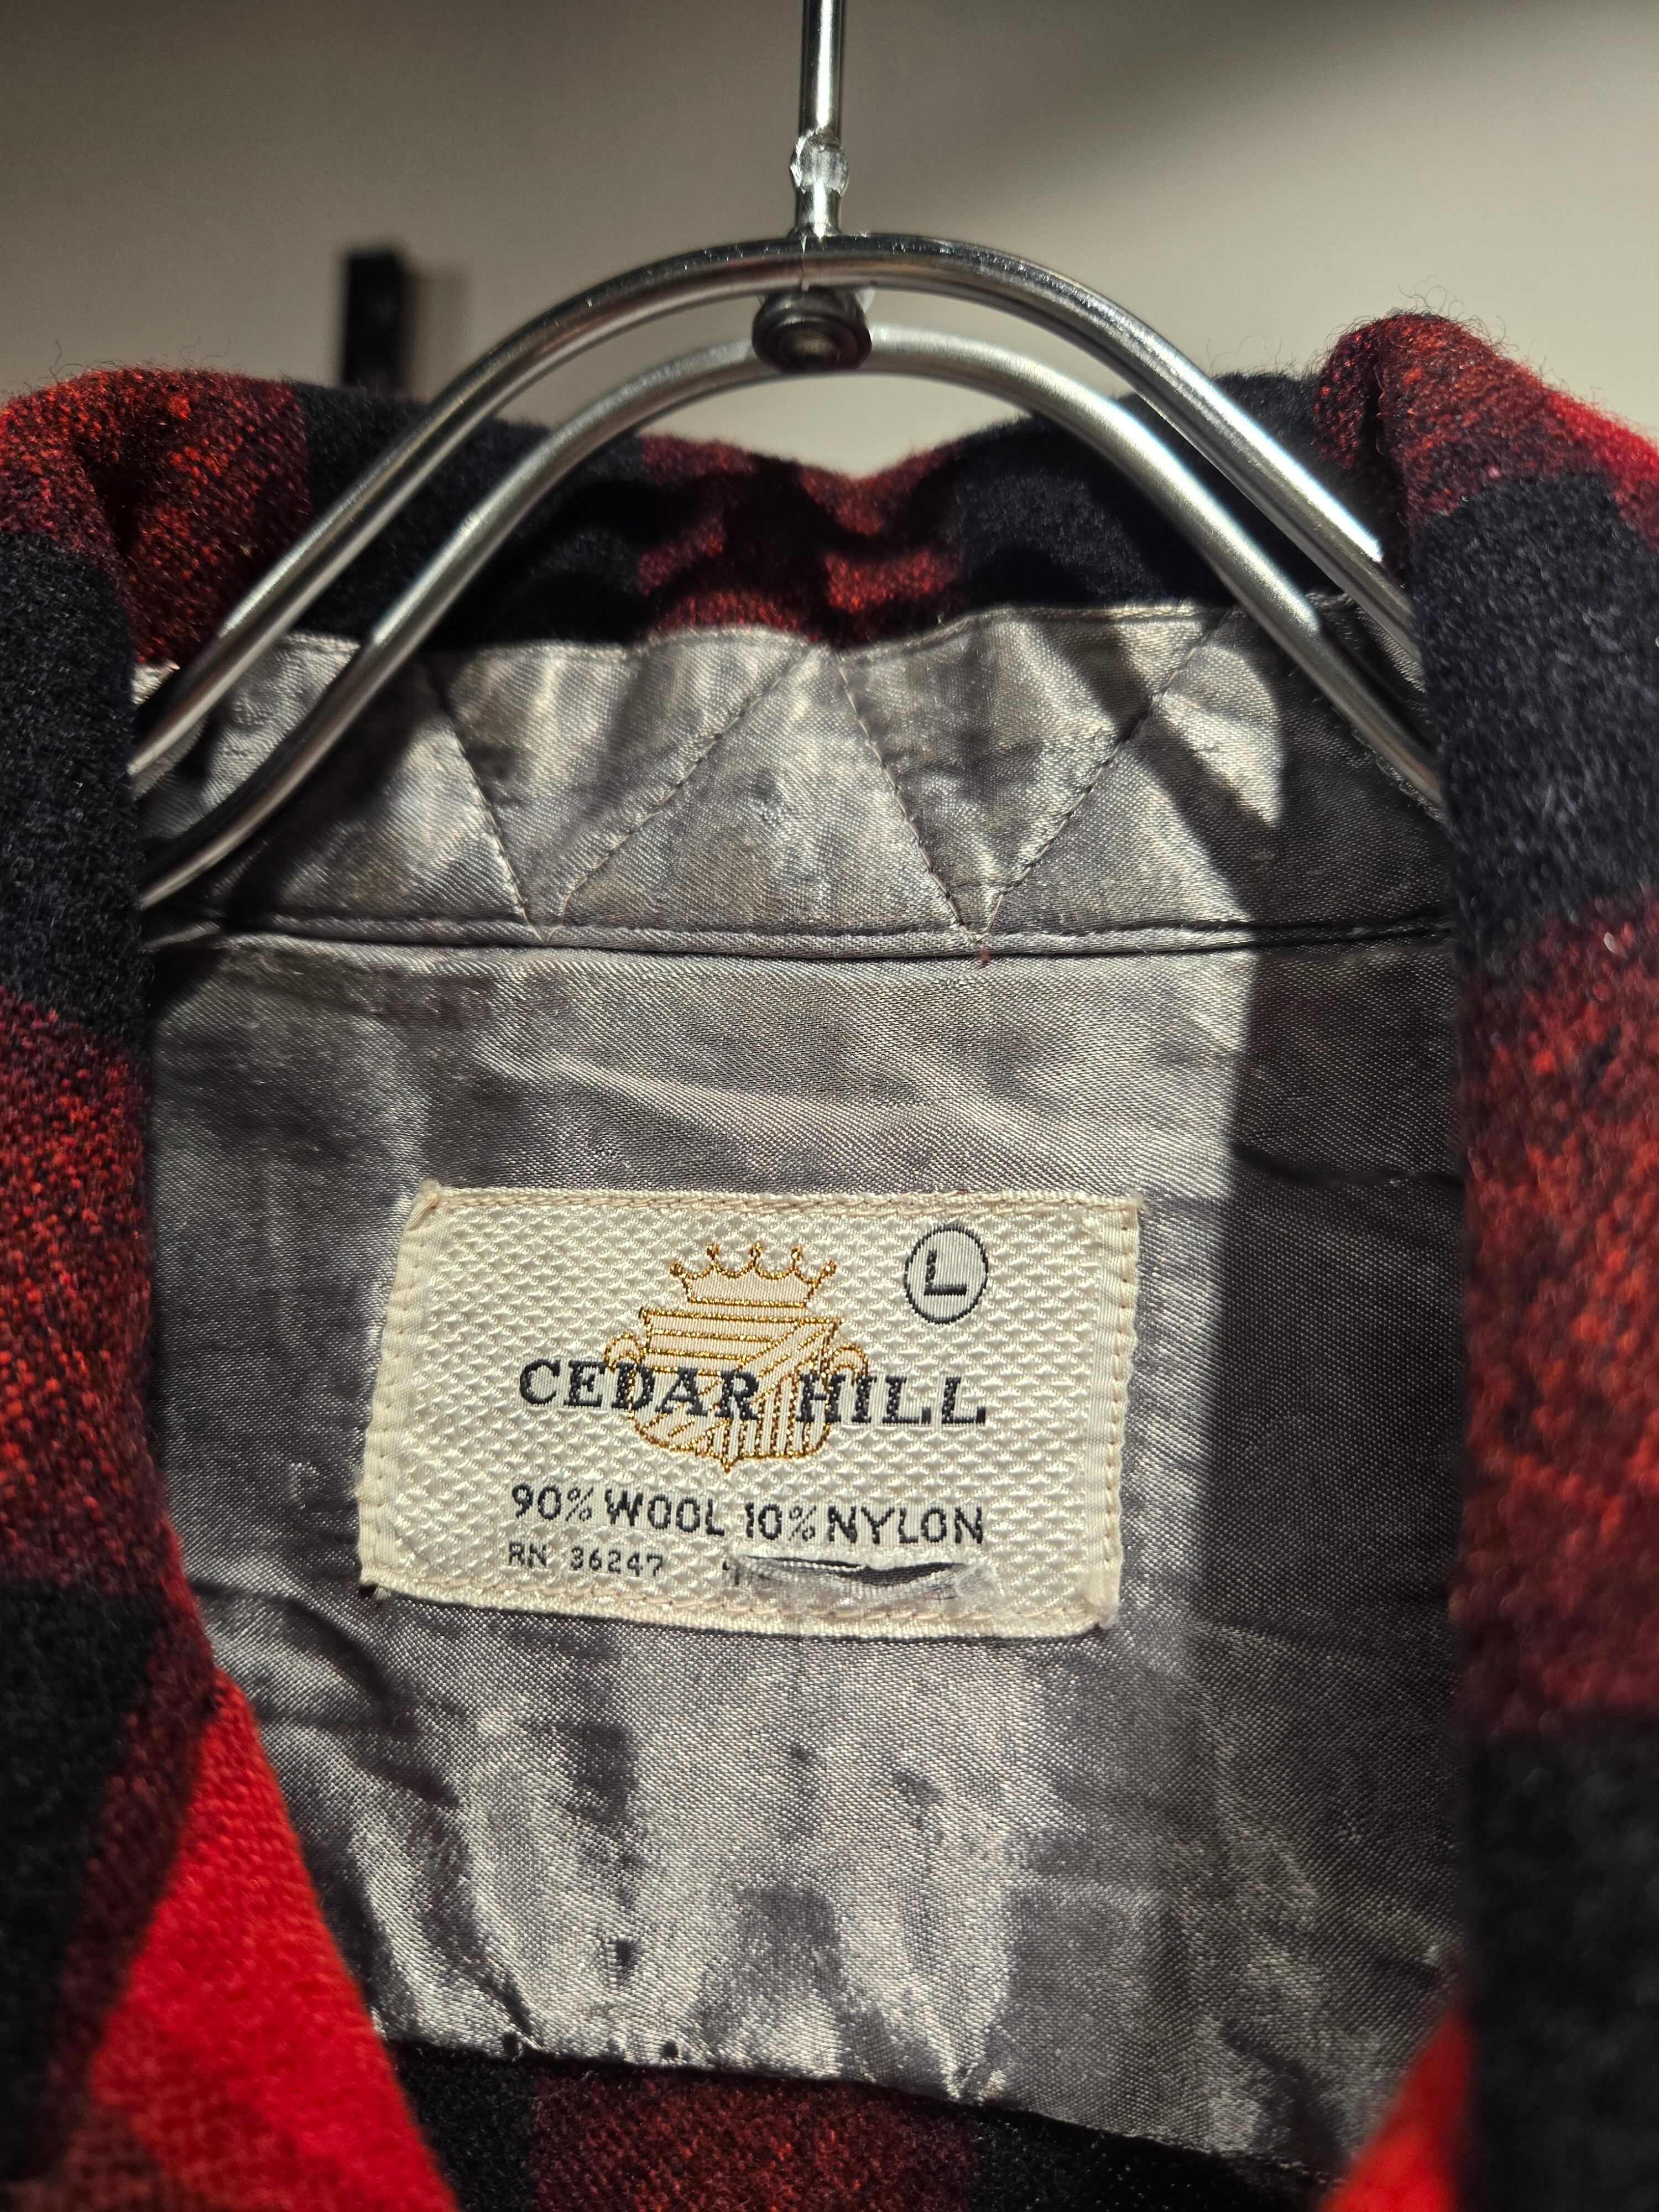 L
CEDAR HILL
90% WOOL 10% NYLON
RN 36247